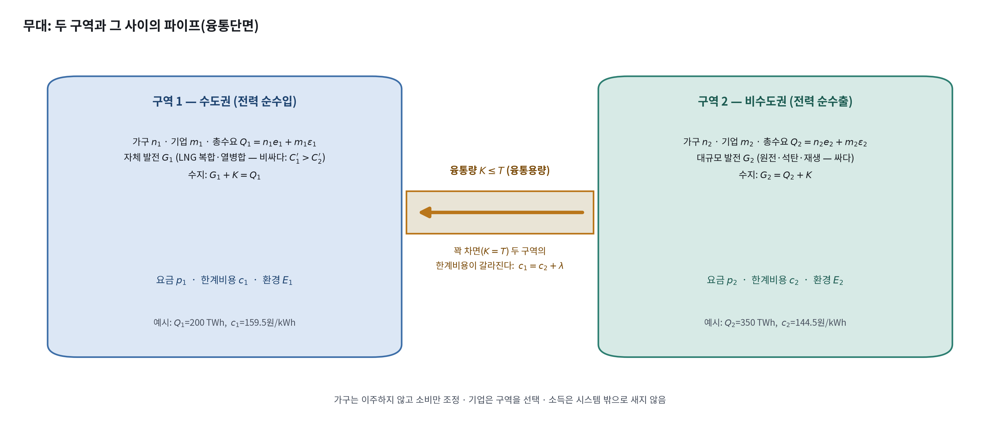 무대: 두 구역과 그 사이의 파이프(융통단면)
구역 1 — 수도권 (전력 순수입)
가구 n₁ · 기업 m₁ · 총수요 Q₁ = n₁e₁ + m₁ε₁
자체 발전 G₁ (LNG 복합·열병합 — 비싸다: C₁′ > C₂′)
수지: G₁ + K = Q₁
요금 p₁ · 한계비용 c₁ · 환경 E₁
예시: Q₁=200 TWh, c₁=159.5원/kWh
융통량 K ≤ T (융통용량)
꽉 차면(K = T) 두 구역의
한계비용이 갈라진다: c₁ = c₂ + λ
구역 2 — 비수도권 (전력 순수출)
가구 n₂ · 기업 m₂ · 총수요 Q₂ = n₂e₂ + m₂ε₂
대규모 발전 G₂ (원전·석탄·재생 — 싸다)
수지: G₂ = Q₂ + K
요금 p₂ · 한계비용 c₂ · 환경 E₂
예시: Q₂=350 TWh, c₂=144.5원/kWh
가구는 이주하지 않고 소비만 조정 · 기업은 구역을 선택 · 소득은 시스템 밖으로 새지 않음